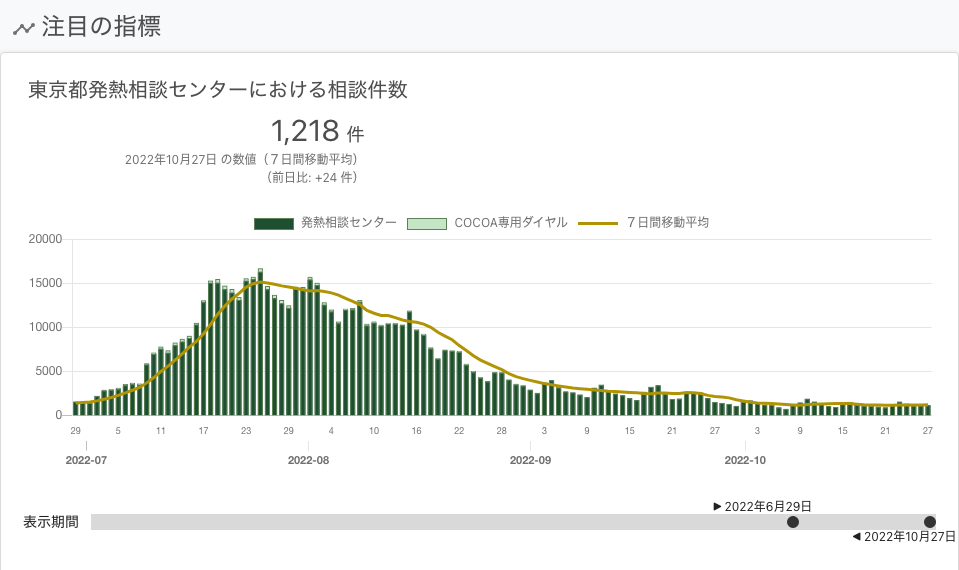 注目の指標
東京都発熱相談センターにおける相談件数
1,218 件
2022年10月27日 の数値（７日間移動平均）
（前日比: +24 件）
発熱相談センター COCOA専用ダイヤル ７日間移動平均
20000
15000
10000
5000
0
29 5 11 17 23 29 4 10 16 22 28 3 9 15 21 27 3 9 15 21 27
2022-07 2022-08 2022-09 2022-10
▶ 2022年6月29日
表示期間
◀ 2022年10月27日